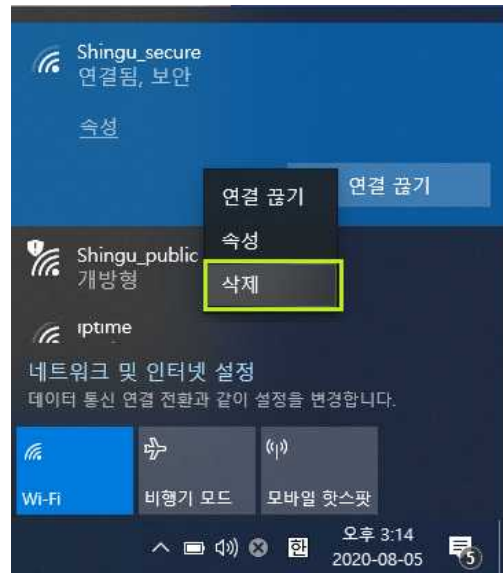 Shingu_secure
연결됨, 보안
속성
연결 끊기
연결 끊기
속성
삭제
Shingu_public
개방형
iptime
네트워크 및 인터넷 설정
데이터 통신 연결 전환과 같이 설정을 변경합니다.
Wi-Fi
비행기 모드
모바일 핫스팟
한
오후 3:14
2020-08-05
5